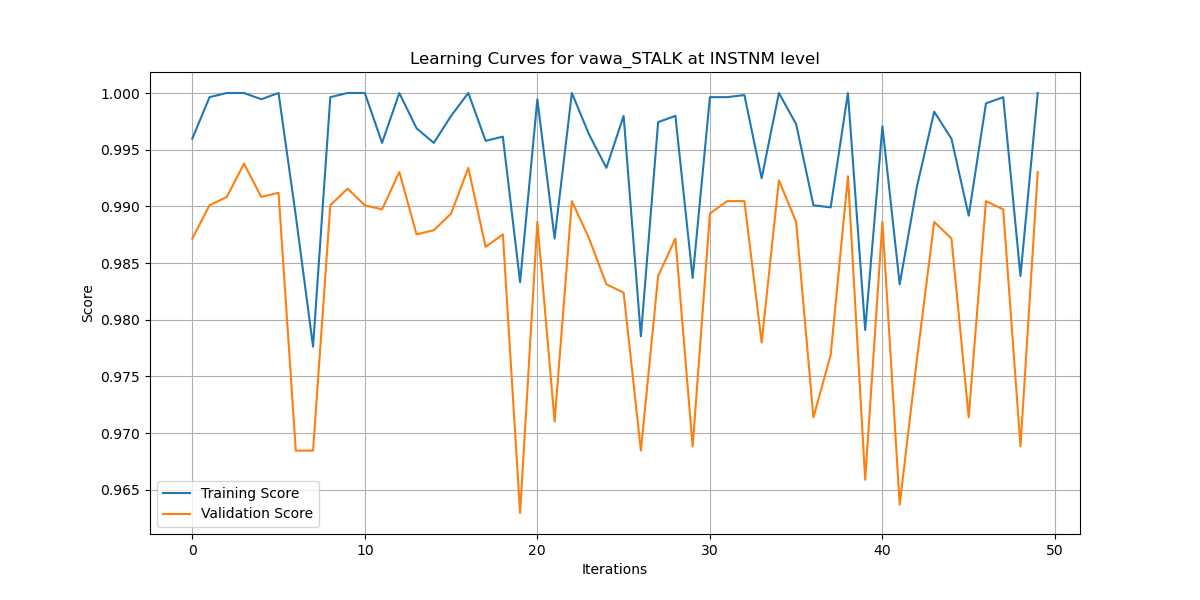 Learning Curves for vawa_STALK at INSTNM level
1.000
0.995
0.990
0.985
0.980
0.975
0.970
0.965
Score
Training Score
Validation Score
0 10 20 30 40 50
Iterations